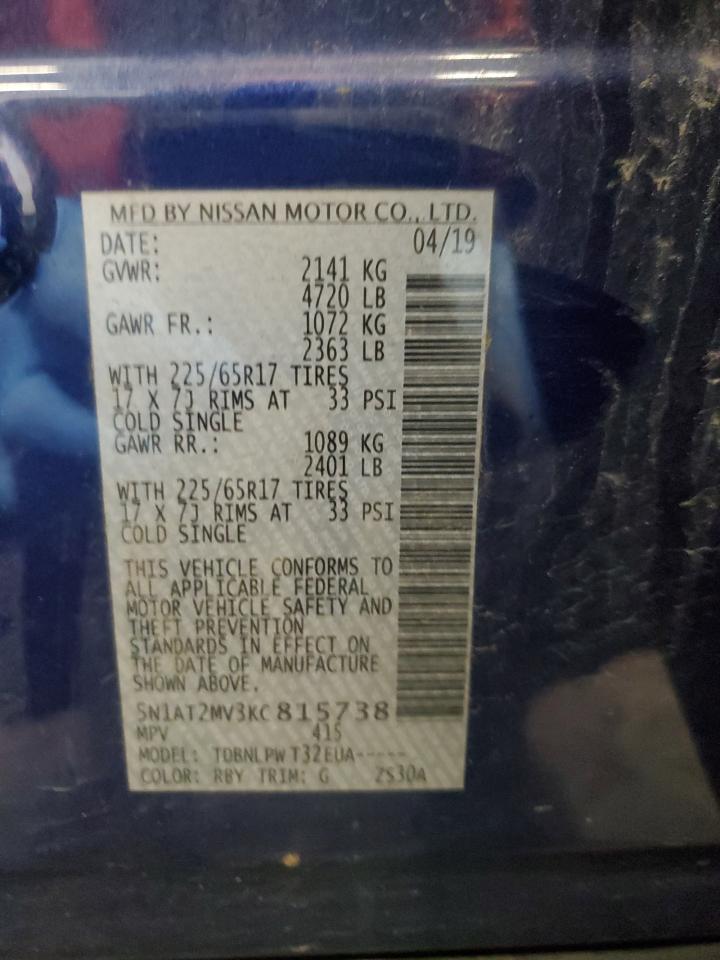 MFD BY NISSAN MOTOR CO., LTD.
DATE: 04/19
GVWR: 2141 KG
4720 LB
GAWR FR.: 1072 KG
2363 LB
WITH 225/65R17 TIRES
17 X 7J RIMS AT 33 PSI
COLD SINGLE
GAWR RR.: 1089 KG
2401 LB
WITH 225/65R17 TIRES
17 X 7J RIMS AT 33 PSI
COLD SINGLE
THIS VEHICLE CONFORMS TO
ALL APPLICABLE FEDERAL
MOTOR VEHICLE SAFETY AND
THEFT PREVENTION
STANDARDS IN EFFECT ON
THE DATE OF MANUFACTURE
SHOWN ABOVE.
5N1AT2MV3KC815738
MPV 415
MODEL: TDBNLPW T32EUA-----
COLOR: RBY TRIM: G ZS30A